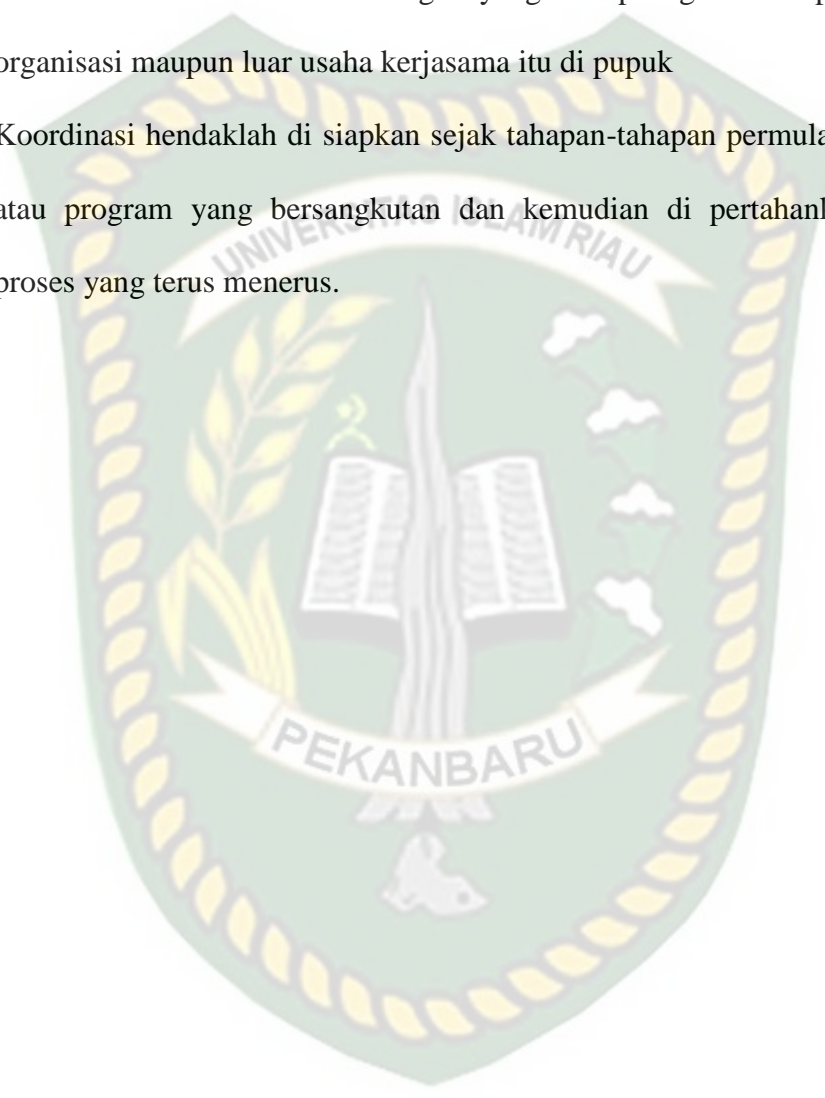 organisasi maupun luar usaha kerjasama itu di pupuk
Koordinasi hendaklah di siapkan sejak tahapan-tahapan
atau program yang bersangkutan dan kemudian di
proses yang terus menerus.
UNIVERSITAS ISLAM RIAU
PEKANBARU